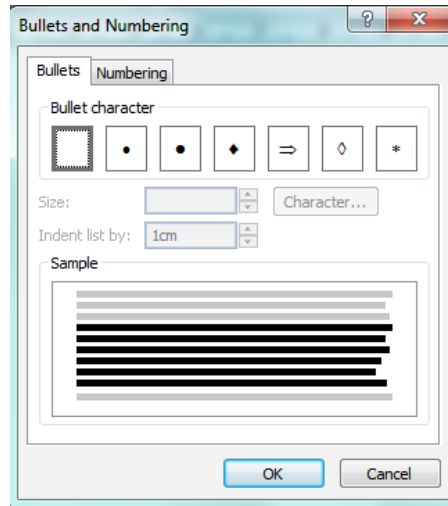 Bullets and Numbering
Bullets Numbering
Bullet character
• ● ◆ ⇒ ◊ *
Size: Character...
Indent list by: 1cm
Sample
OK Cancel